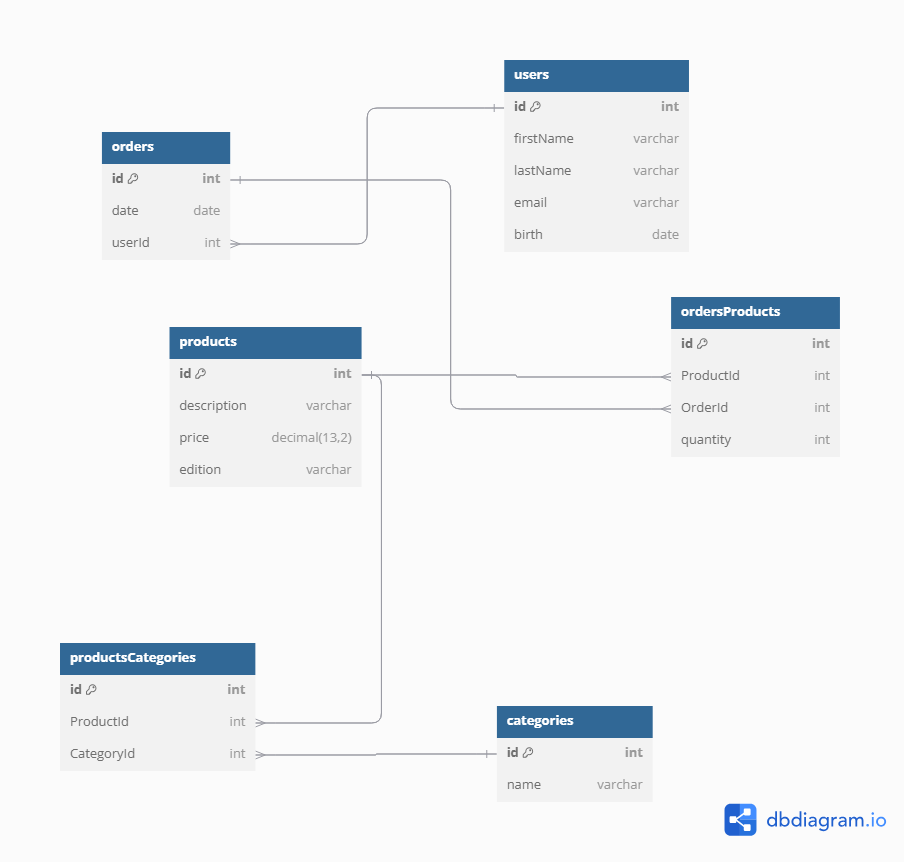 users
id int
firstName varchar
lastName varchar
email varchar
birth date
orders
id int
date date
userId int
ordersProducts
id int
ProductId int
OrderId int
quantity int
products
id int
description varchar
price decimal(13,2)
edition varchar
productsCategories
id int
ProductId int
CategoryId int
categories
id int
name varchar
dbdiagram.io